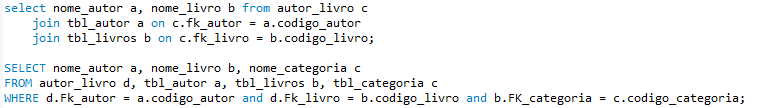 select nome_autor a, nome_livro b from autor_livro c
    join tbl_autor a on c.fk_autor = a.codigo_autor
    join tbl_livros b on c.fk_livro = b.codigo_livro;

SELECT nome_autor a, nome_livro b, nome_categoria c
FROM autor_livro d, tbl_autor a, tbl_livros b, tbl_categoria c
WHERE d.Fk_autor = a.codigo_autor and d.Fk_livro = b.codigo_livro and b.FK_categoria = c.codigo_categoria;